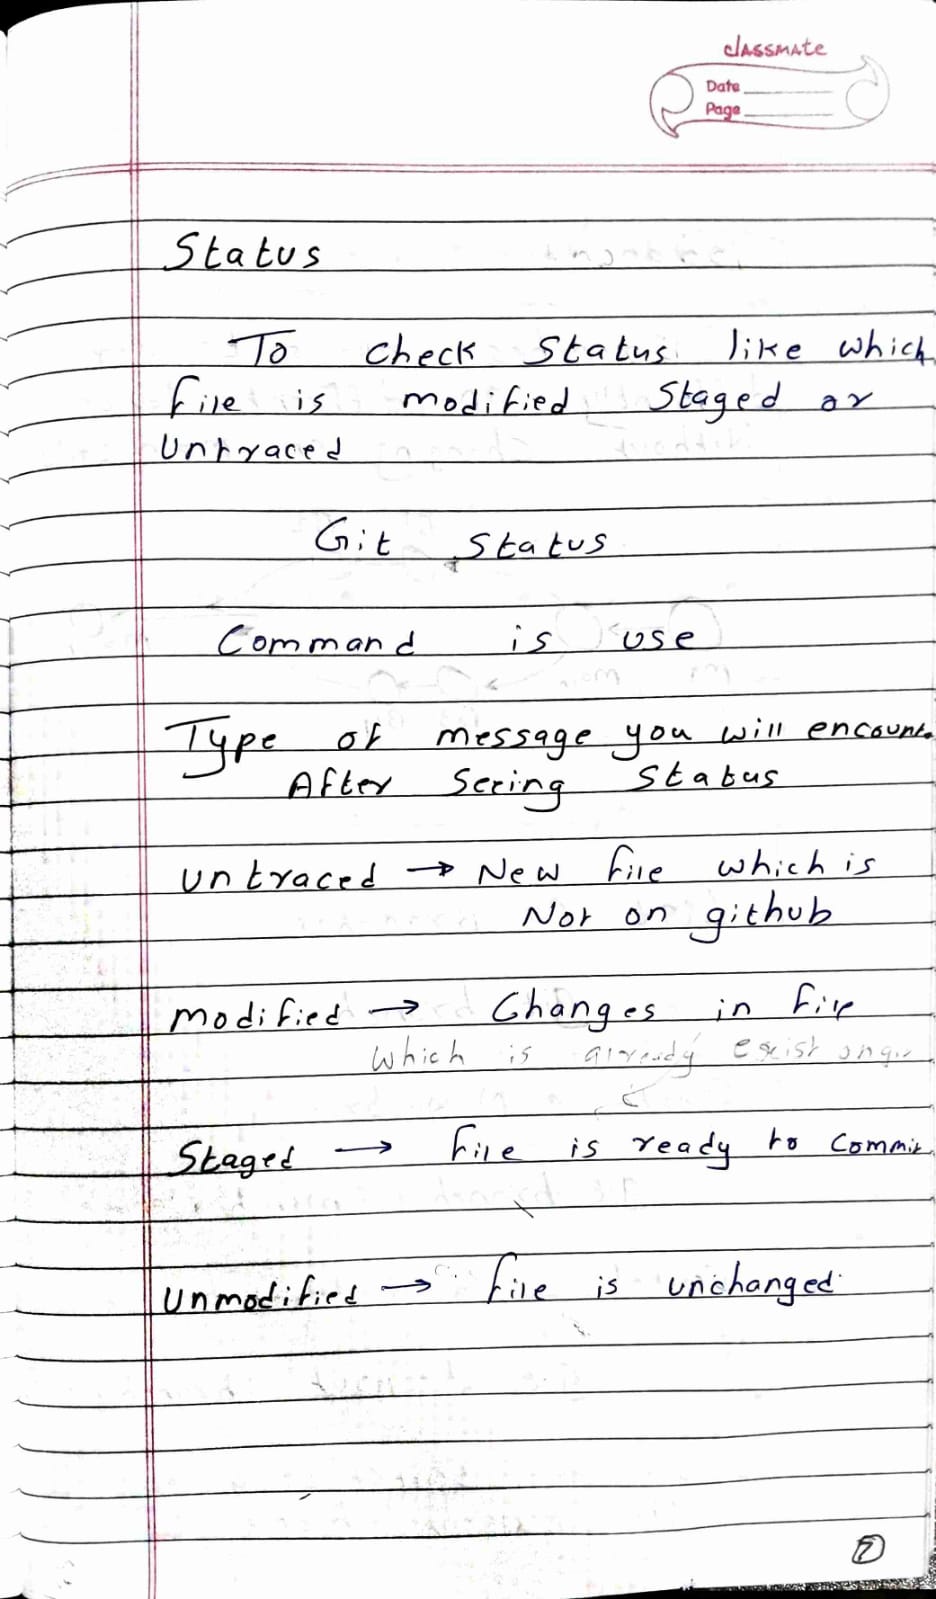 classmate
Date
Page
Status
To check Status like which
file is modified Staged or
Untraced
Git Status
Command is use
Type of message you will encount
After Seeing Status
untraced → New file which is
Not on github
modified → Changes in file
which is already exist on
Staged → file is ready to commit
unmodified → file is unchanged
7